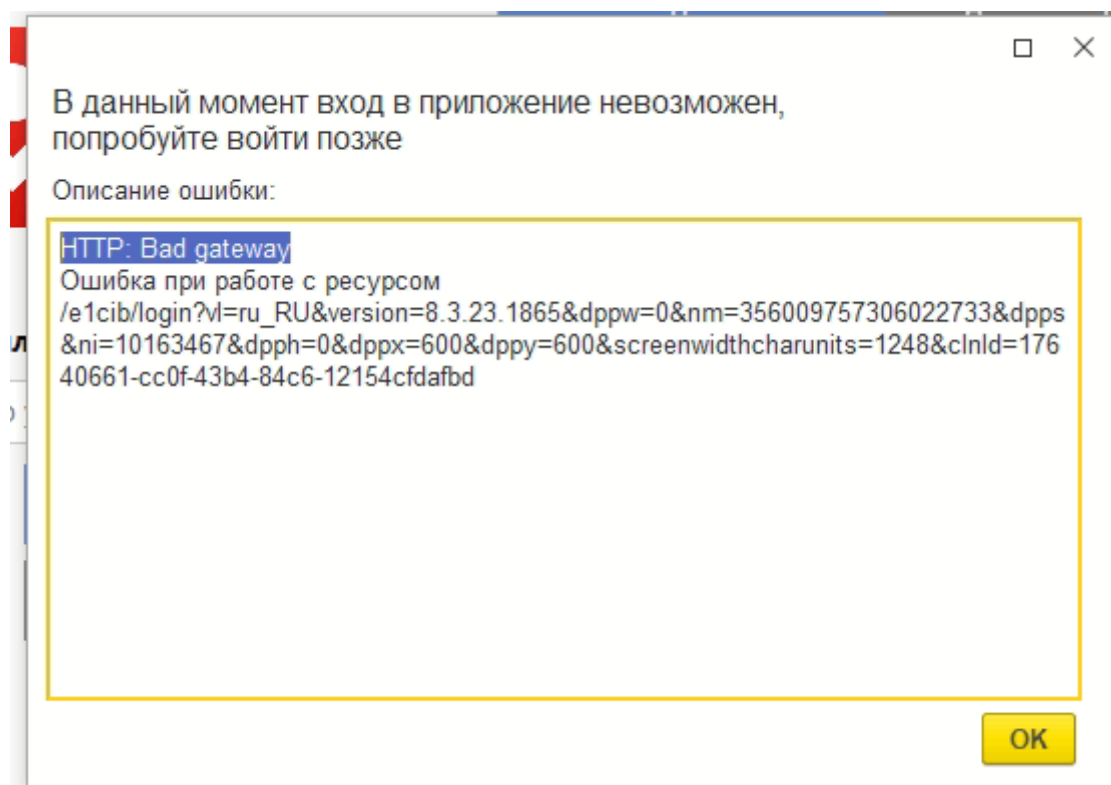 В данный момент вход в приложение невозможен,
попробуйте войти позже
Описание ошибки:
HTTP: Bad gateway
Ошибка при работе с ресурсом
/e1cib/login?vl=ru_RU&version=8.3.23.1865&dppw=0&nm=356009757306022733&dpps
&ni=10163467&dpph=0&dppx=600&dppy=600&screenwidthcharunits=1248&clnId=176
40661-cc0f-43b4-84c6-12154cfdafbd
OK